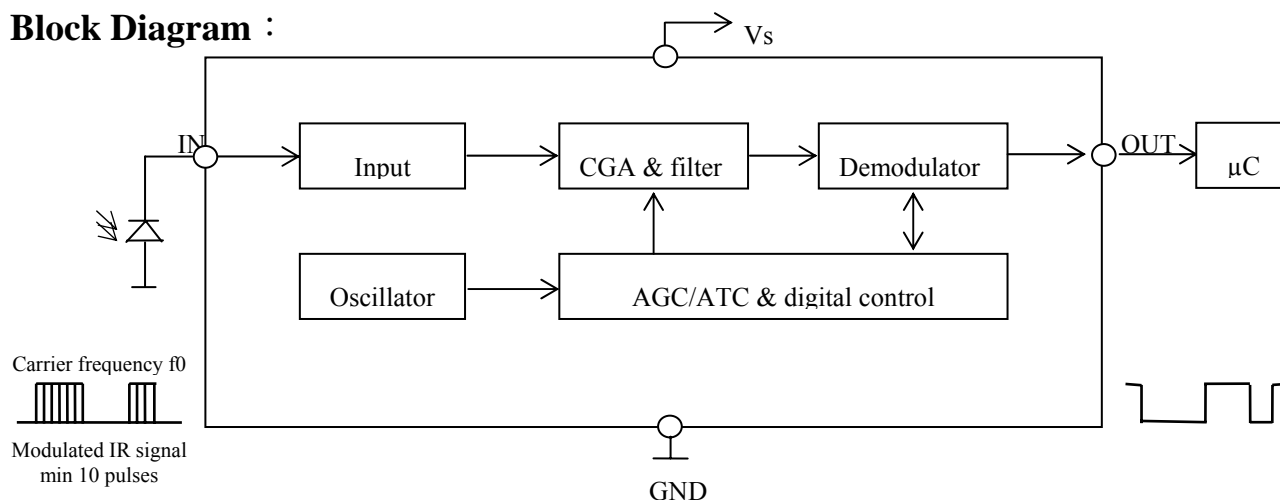 Block Diagram：
Vs
IN
Input
CGA & filter
Demodulator
OUT
µC
Oscillator
AGC/ATC & digital control
Carrier frequency f0
Modulated IR signal
min 10 pulses
GND